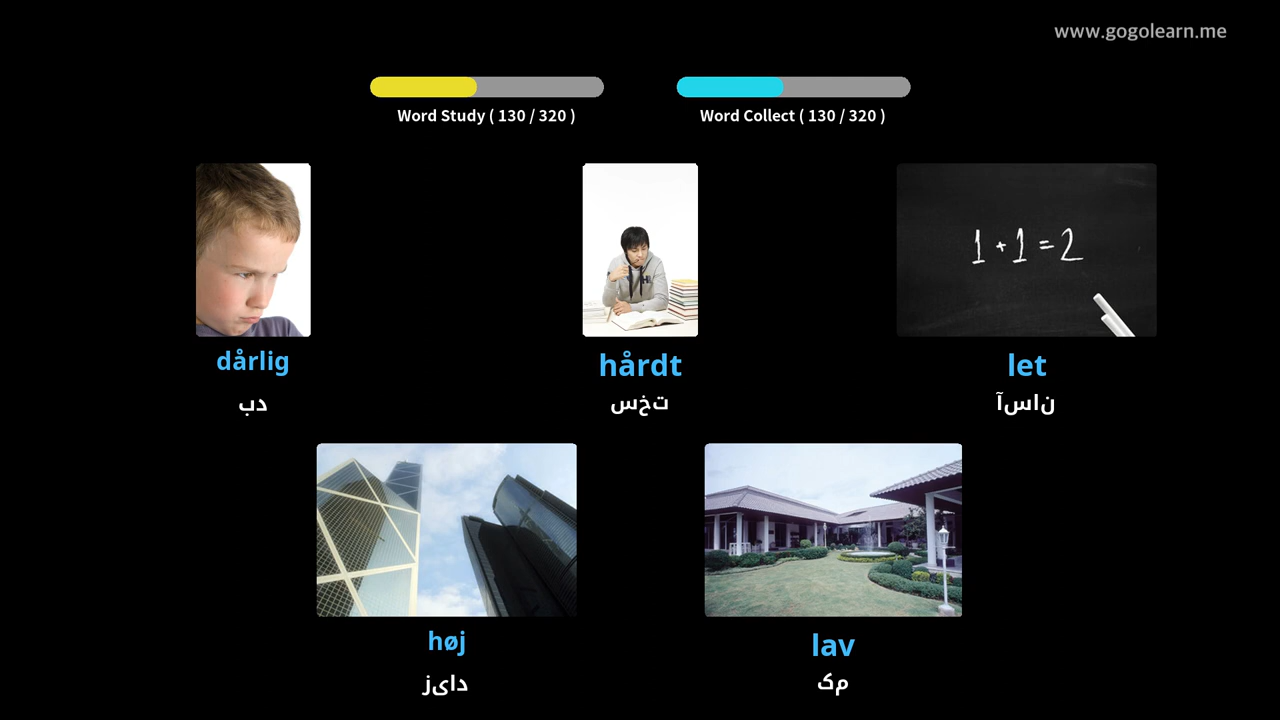 www.gogolearn.me
Word Study ( 130 / 320 )
Word Collect ( 130 / 320 )
1 + 1 = 2
dårlig
دب
hårdt
تخس
let
ناسآ
høj
دایز
lav
مک